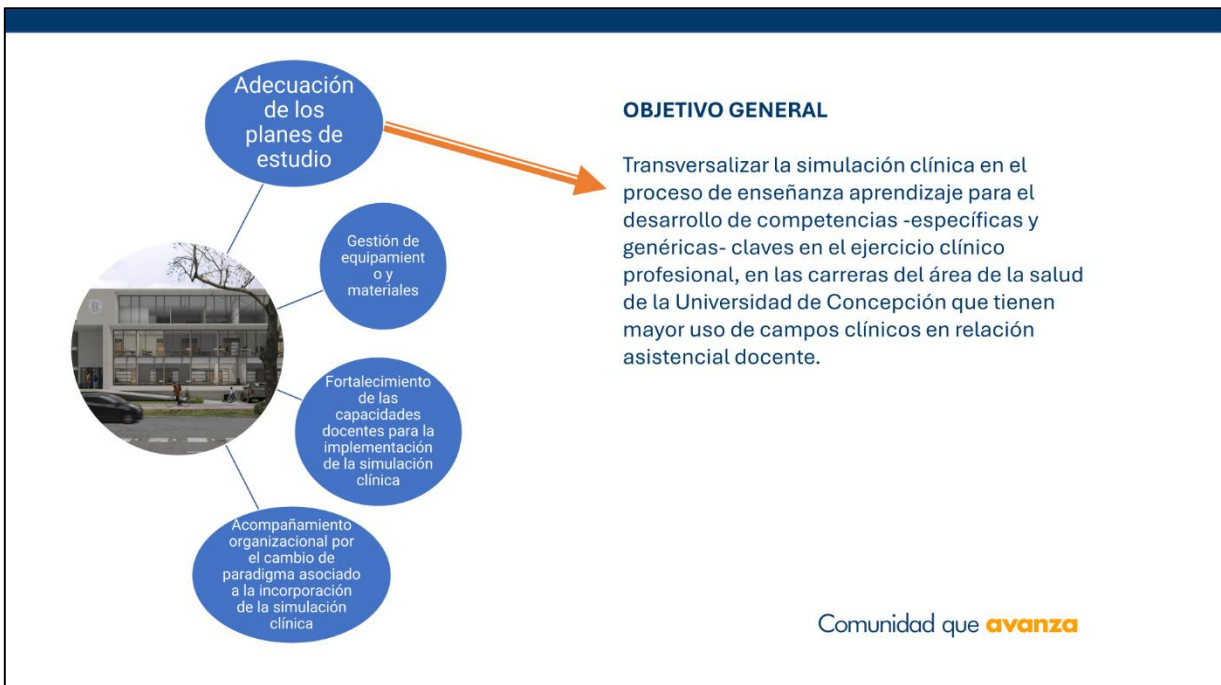 Adecuación
de los
planes de
estudio
Gestión de
equipamient
o y
materiales
Fortalecimiento
de las
capacidades
docentes para la
implementación
de la simulación
clínica
Acompañamiento
organizacional por
el cambio de
paradigma asociado
a la incorporación
de la simulación
clínica
OBJETIVO GENERAL
Transversalizar la simulación clínica en el
proceso de enseñanza aprendizaje para el
desarrollo de competencias -específicas y
genéricas- claves en el ejercicio clínico
profesional, en las carreras del área de la salud
de la Universidad de Concepción que tienen
mayor uso de campos clínicos en relación
asistencial docente.
Comunidad que avanza